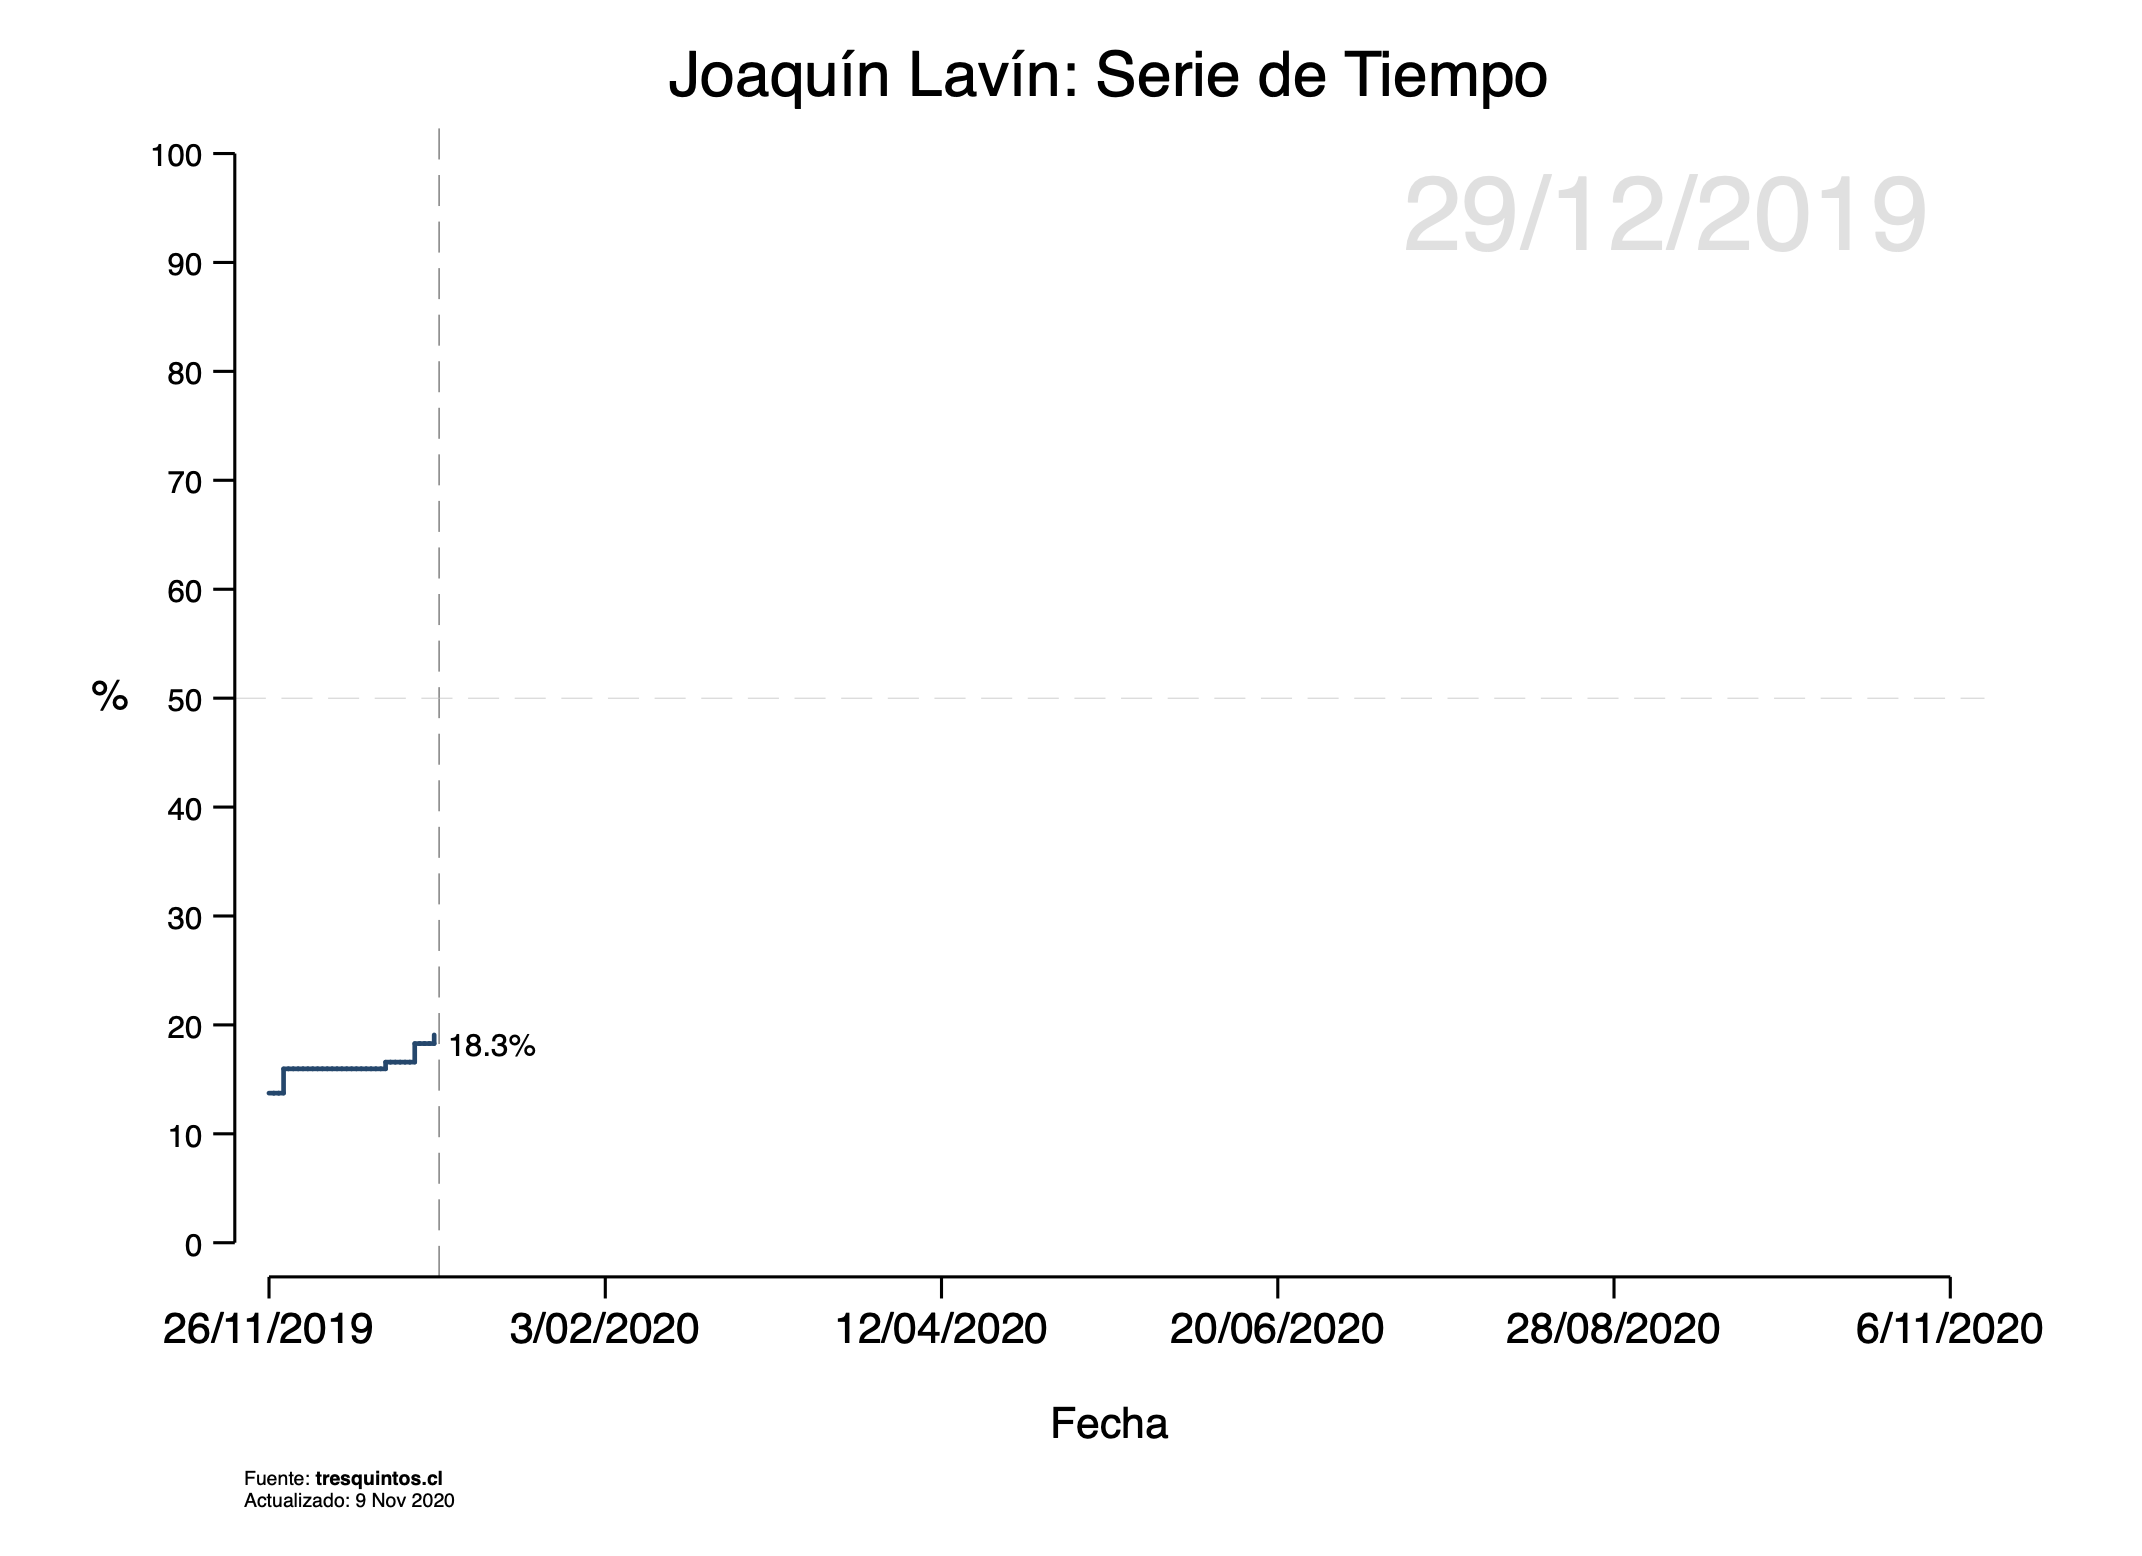 Joaquín Lavín: Serie de Tiempo
29/12/2019
100
90
80
70
60
% 50
40
30
20
18.3%
10
0
26/11/2019 3/02/2020 12/04/2020 20/06/2020 28/08/2020 6/11/2020
Fecha
Fuente: tresquintos.cl
Actualizado: 9 Nov 2020